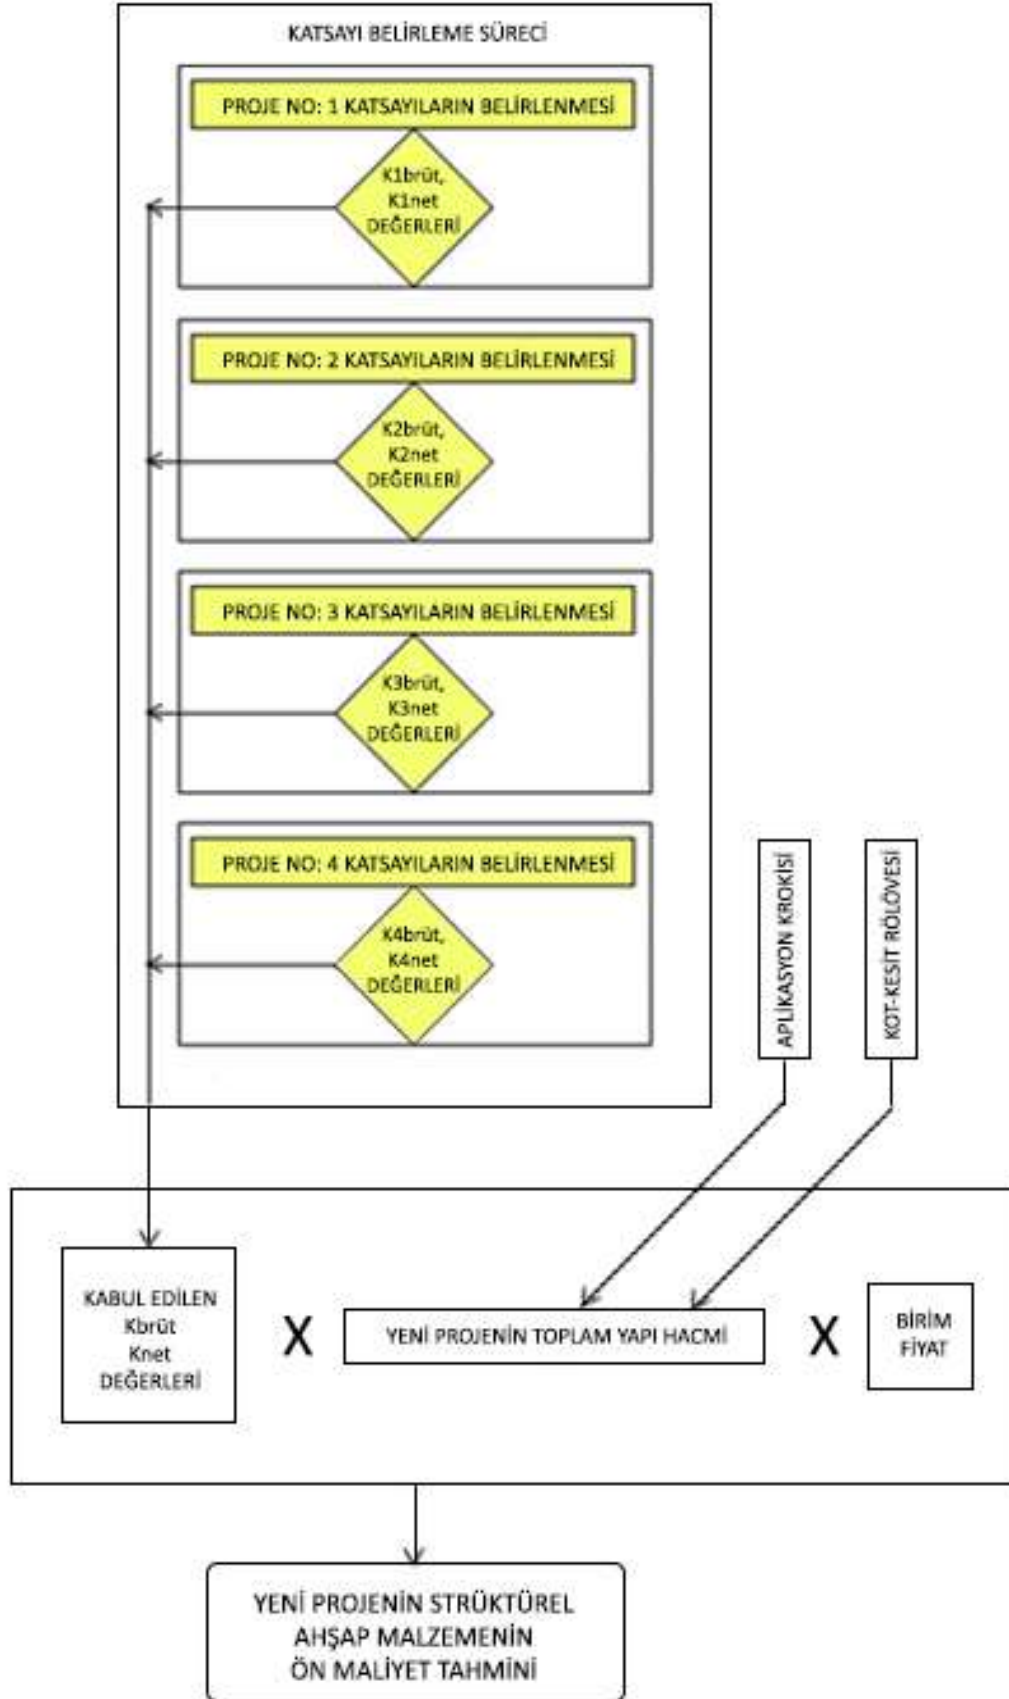 KATSAYI BELİRLEME SÜRECİ
PROJE NO: 1 KATSAYILARIN BELİRLENMESİ
K1brüt,
K1net
DEĞERLERİ
PROJE NO: 2 KATSAYILARIN BELİRLENMESİ
K2brüt,
K2net
DEĞERLERİ
PROJE NO: 3 KATSAYILARIN BELİRLENMESİ
K3brüt,
K3net
DEĞERLERİ
PROJE NO: 4 KATSAYILARIN BELİRLENMESİ
K4brüt,
K4net
DEĞERLERİ
APLİKASYON KROKİSİ
KOT-KESİT RÖLÖVESİ
KABUL EDİLEN
Kbrüt
Knet
DEĞERLERİ
X
YENİ PROJENİN TOPLAM YAPI HACMİ
X
BİRİM
FİYAT
YENİ PROJENİN STRÜKTÜREL
AHŞAP MALZEMENİN
ÖN MALİYET TAHMİNİ